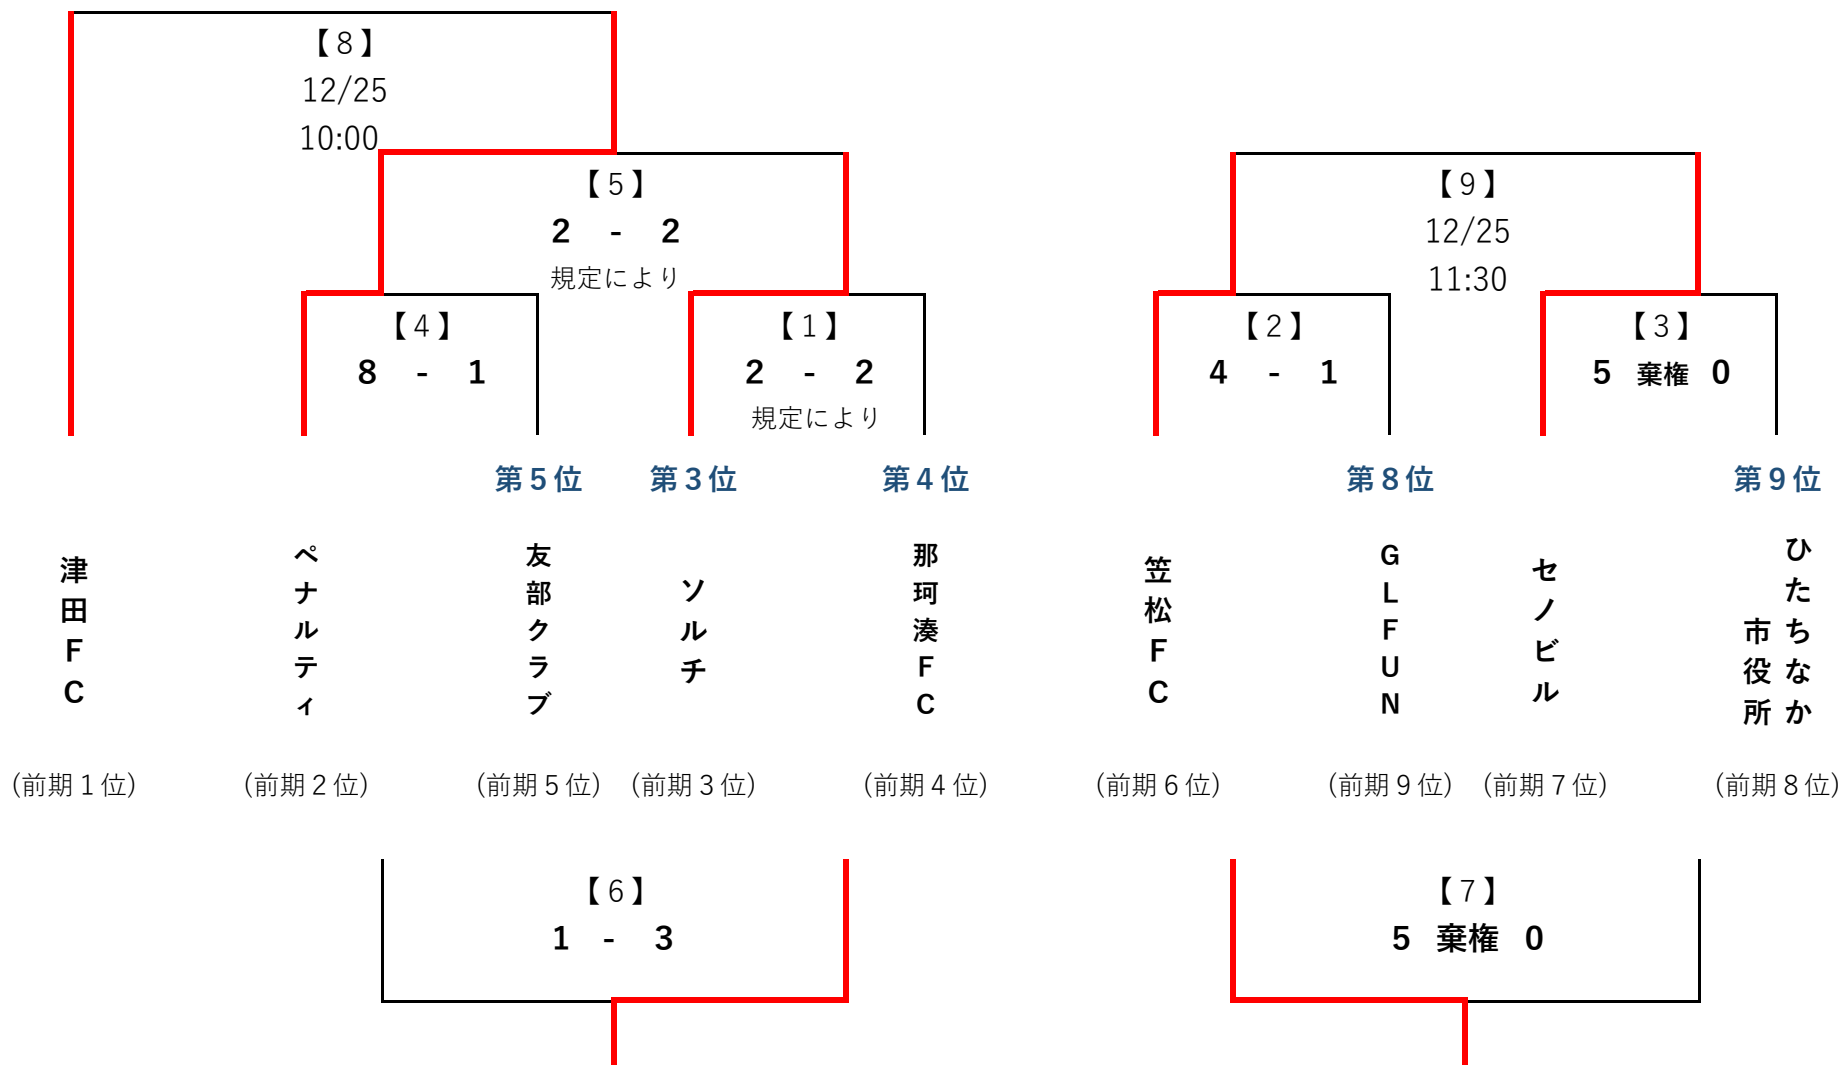 【8】
12/25
10:00
【5】
2 - 2
規定により
【9】
12/25
11:30
【4】
8 - 1
【1】
2 - 2
規定により
【2】
4 - 1
【3】
5 棄権 0
第5位
第3位
第4位
第8位
第9位
津田FC
ペナルティ
友部クラブ
ソルチ
那珂湊FC
笠松FC
GLFUN
セノビル
ひたちなか
市役所
(前期1位)
(前期2位)
(前期5位)
(前期3位)
(前期4位)
(前期6位)
(前期9位)
(前期7位)
(前期8位)
【6】
1 - 3
【7】
5 棄権 0